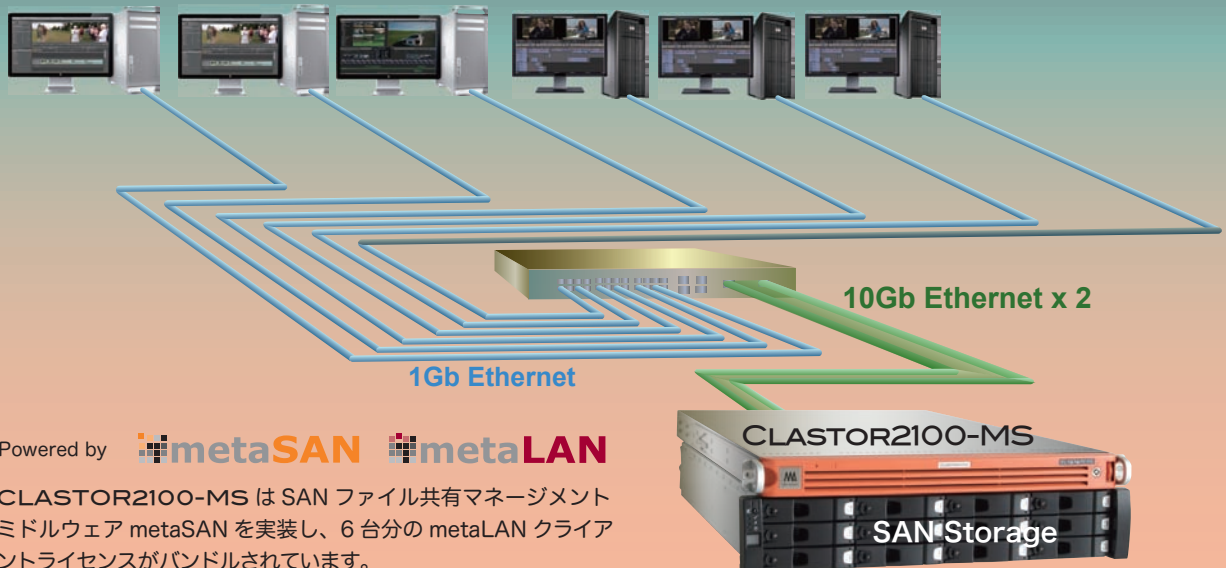 10Gb Ethernet x 2
1Gb Ethernet
Powered by metaSAN metaLAN
CLASTOR2100-MS
CLASTOR2100-MS は SAN ファイル共有マネージメント
ミドルウェア metaSAN を実装し、6 台分の metaLAN クライア
ントライセンスがバンドルされています。
SAN Storage